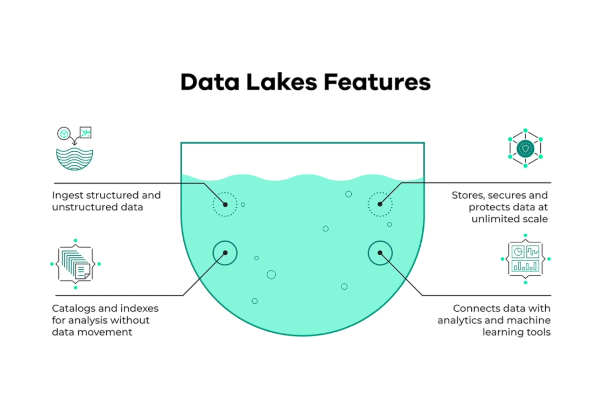 Data Lakes Features
Ingest structured and
unstructured data
Stores, secures and
protects data at
unlimited scale
Catalogs and indexes
for analysis without
data movement
Connects data with
analytics and machine
learning tools